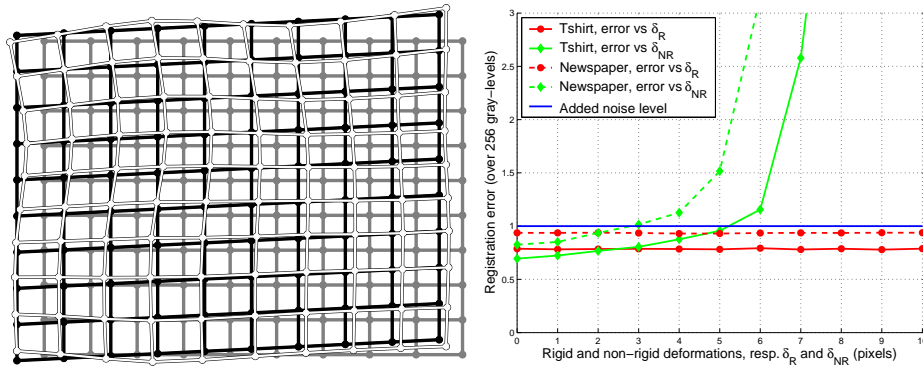 3
2.5
2
1.5
1
0.5
0
Registration error (over 256 gray−levels)
Tshirt, error vs δR
Tshirt, error vs δNR
Newspaper, error vs δR
Newspaper, error vs δNR
Added noise level
0 1 2 3 4 5 6 7 8 9 10
Rigid and non−rigid deformations, resp. δR and δNR (pixels)